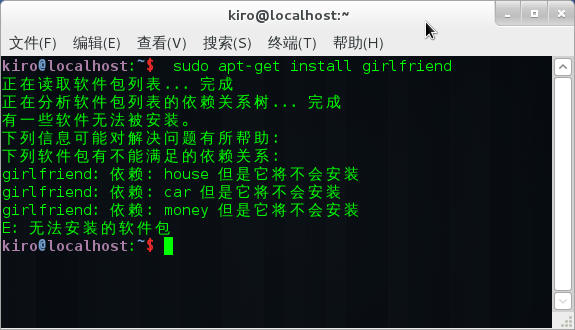 kiro@localhost:~
文件(F) 编辑(E) 查看(V) 搜索(S) 终端(T) 帮助(H)
kiro@localhost:~$ sudo apt-get install girlfriend
正在读取软件包列表... 完成
正在分析软件包列表的依赖关系树... 完成
有一些软件无法被安装。
下列信息可能对解决问题有所帮助:
下列软件包有不能满足的依赖关系:
girlfriend: 依赖: house 但是它将不会安装
girlfriend: 依赖: car 但是它将不会安装
girlfriend: 依赖: money 但是它将不会安装
E: 无法安装的软件包
kiro@localhost:~$